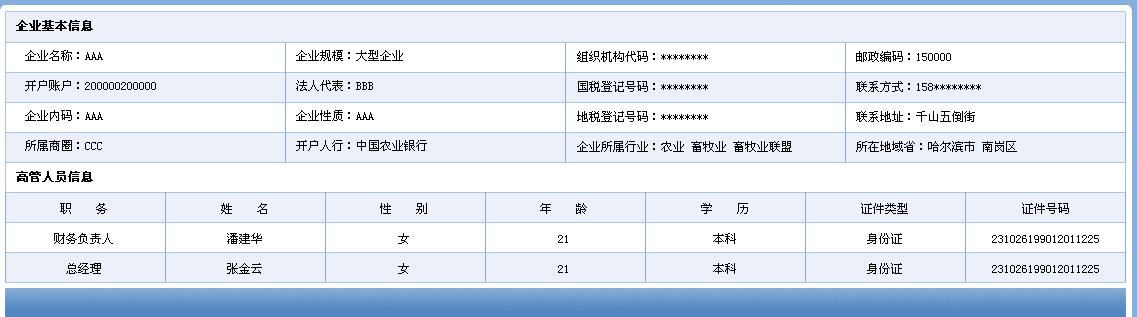 企业基本信息
企业名称：AAA 企业规模：大型企业 组织机构代码：******** 邮政编码：150000
开户账户：200000200000 法人代表：BBB 国税登记号码：******** 联系方式：158********
企业内码：AAA 企业性质：AAA 地税登记号码：******** 联系地址：千山五倒街
所属商圈：CCC 开户人行：中国农业银行 企业所属行业：农业 畜牧业 畜牧业联盟 所在地域省：哈尔滨市 南岗区
高管人员信息
职 务 姓 名 性 别 年 龄 学 历 证件类型 证件号码
财务负责人 潘建华 女 21 本科 身份证 231026199012011225
总经理 张金云 女 21 本科 身份证 231026199012011225